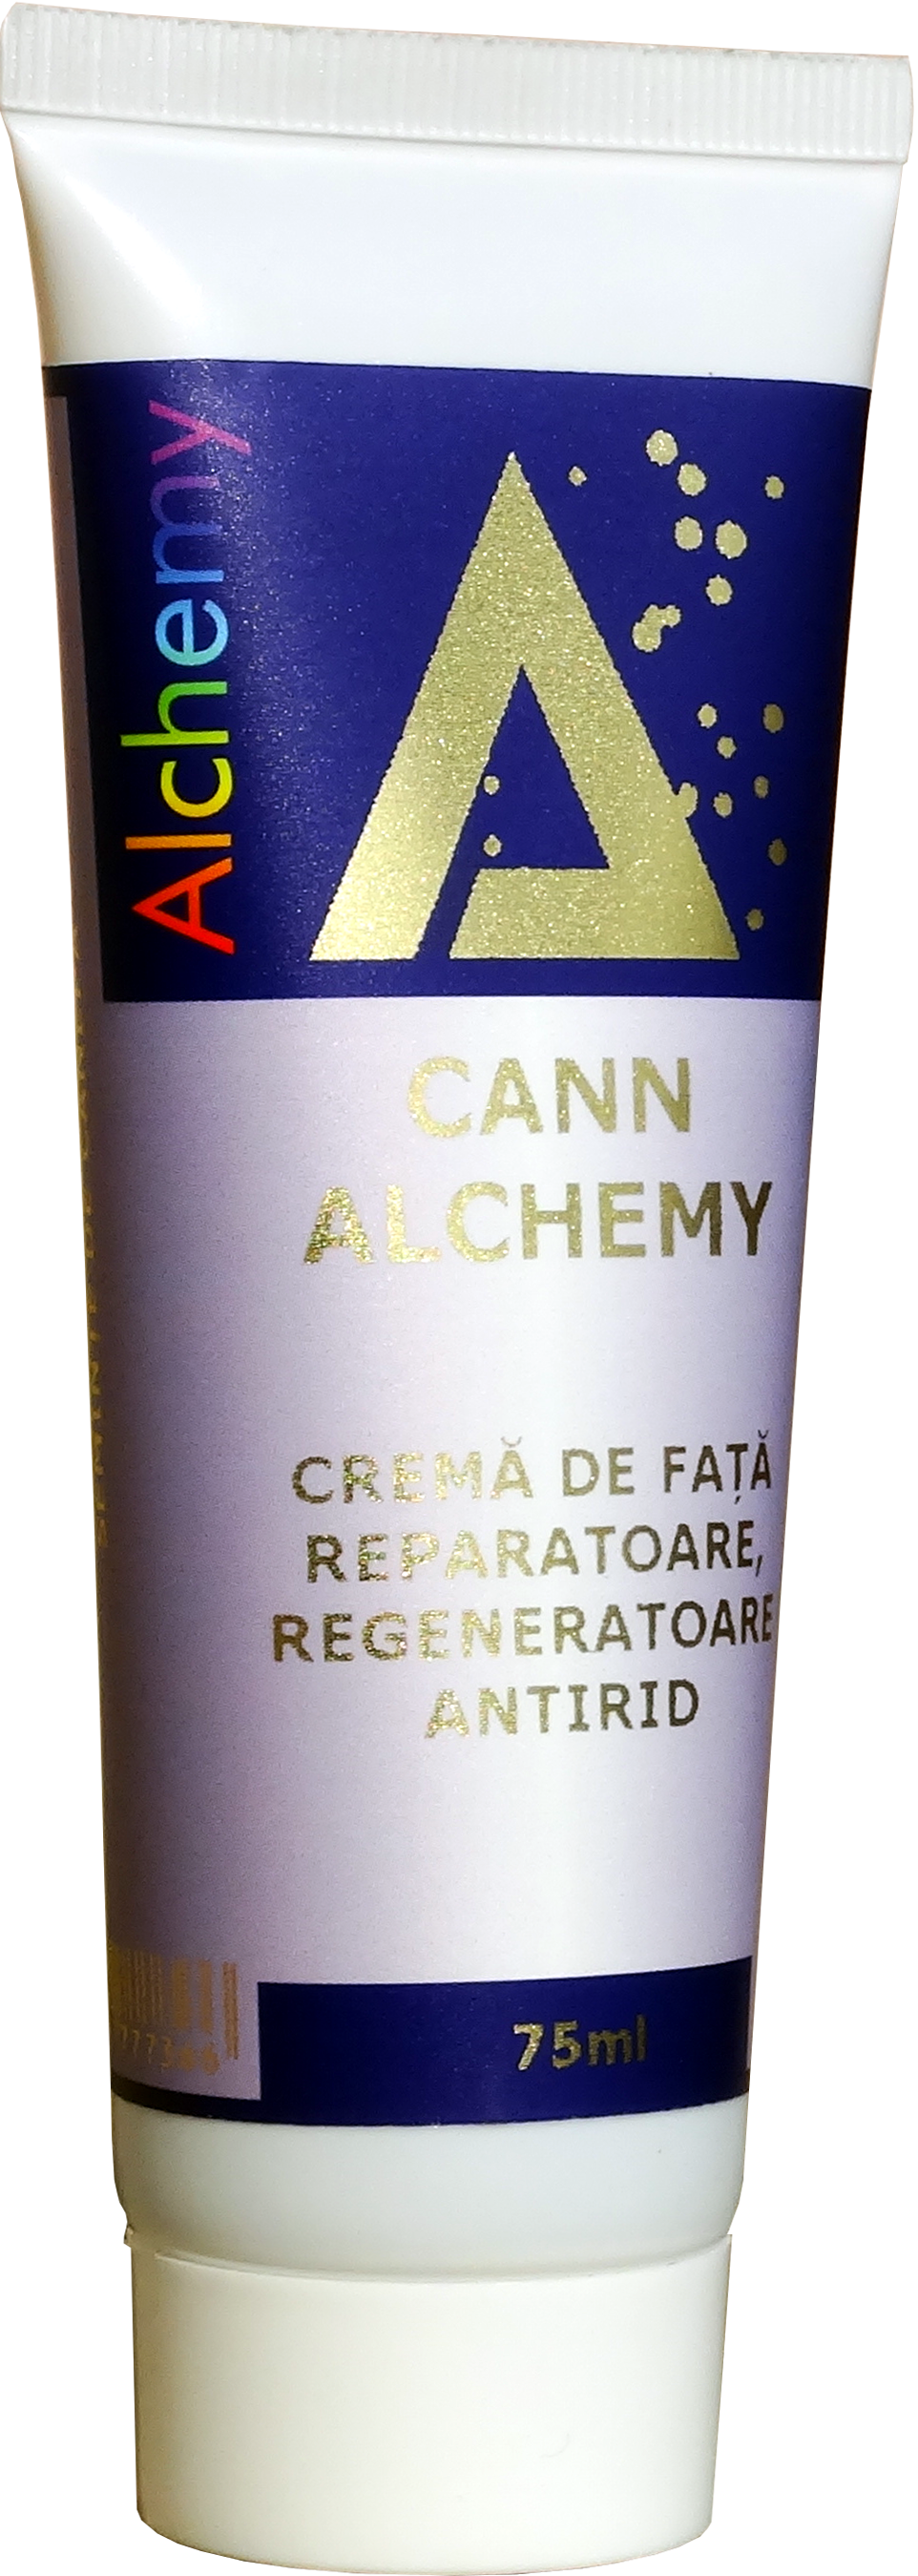 Alchemy
CANN
ALCHEMY
CREMĂ DE FAȚĂ
REPARATOARE,
REGENERATOARE
ANTIRID
75ml